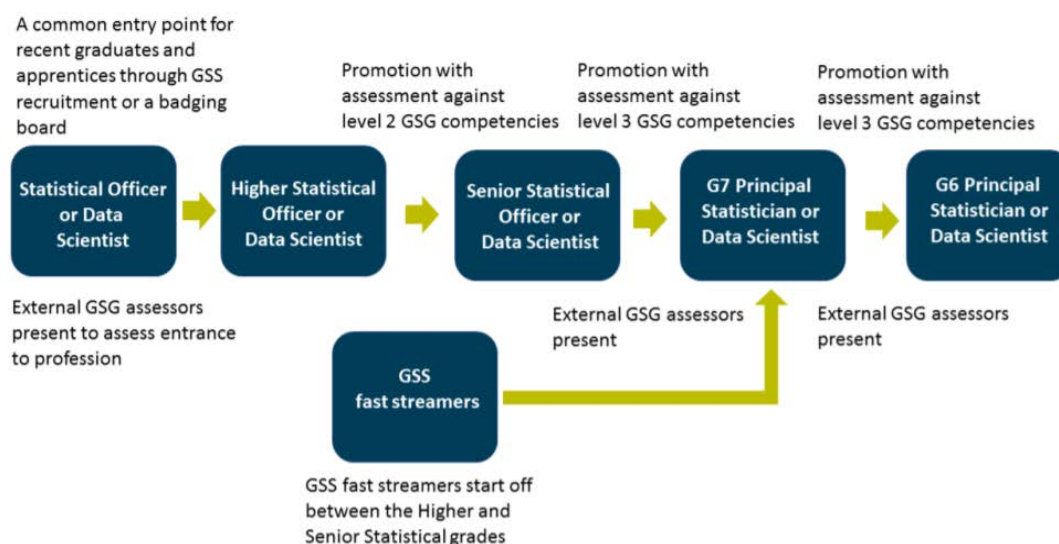 A common entry point for
recent graduates and
apprentices through GSS
recruitment or a badging
board
Promotion with
assessment against
level 2 GSG competencies
Promotion with
assessment against
level 3 GSG competencies
Promotion with
assessment against
level 3 GSG competencies
Statistical Officer
or Data
Scientist
Higher Statistical
Officer or
Data Scientist
Senior Statistical
Officer or
Data Scientist
G7 Principal
Statistician or
Data Scientist
G6 Principal
Statistician or
Data Scientist
External GSG assessors
present to assess entrance
to profession
External GSG assessors
present
External GSG assessors
present
GSS
fast streamers
GSS fast streamers start off
between the Higher and
Senior Statistical grades